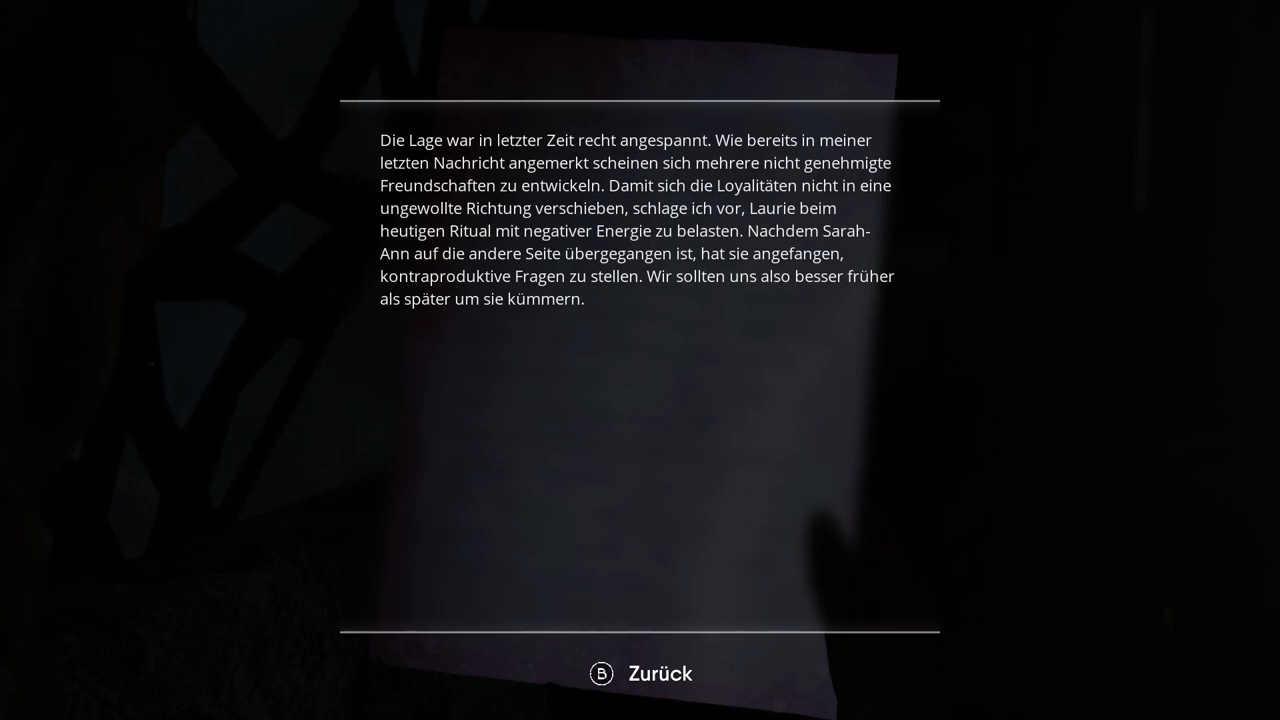 Die Lage war in letzter Zeit recht angespannt. Wie bereits in meiner
letzten Nachricht angemerkt scheinen sich mehrere nicht genehmigte
Freundschaften zu entwickeln. Damit sich die Loyalitäten nicht in eine
ungewollte Richtung verschieben, schlage ich vor, Laurie beim
heutigen Ritual mit negativer Energie zu belasten. Nachdem Sarah-
Ann auf die andere Seite übergegangen ist, hat sie angefangen,
kontraproduktive Fragen zu stellen. Wir sollten uns also besser früher
als später um sie kümmern.
B Zurück